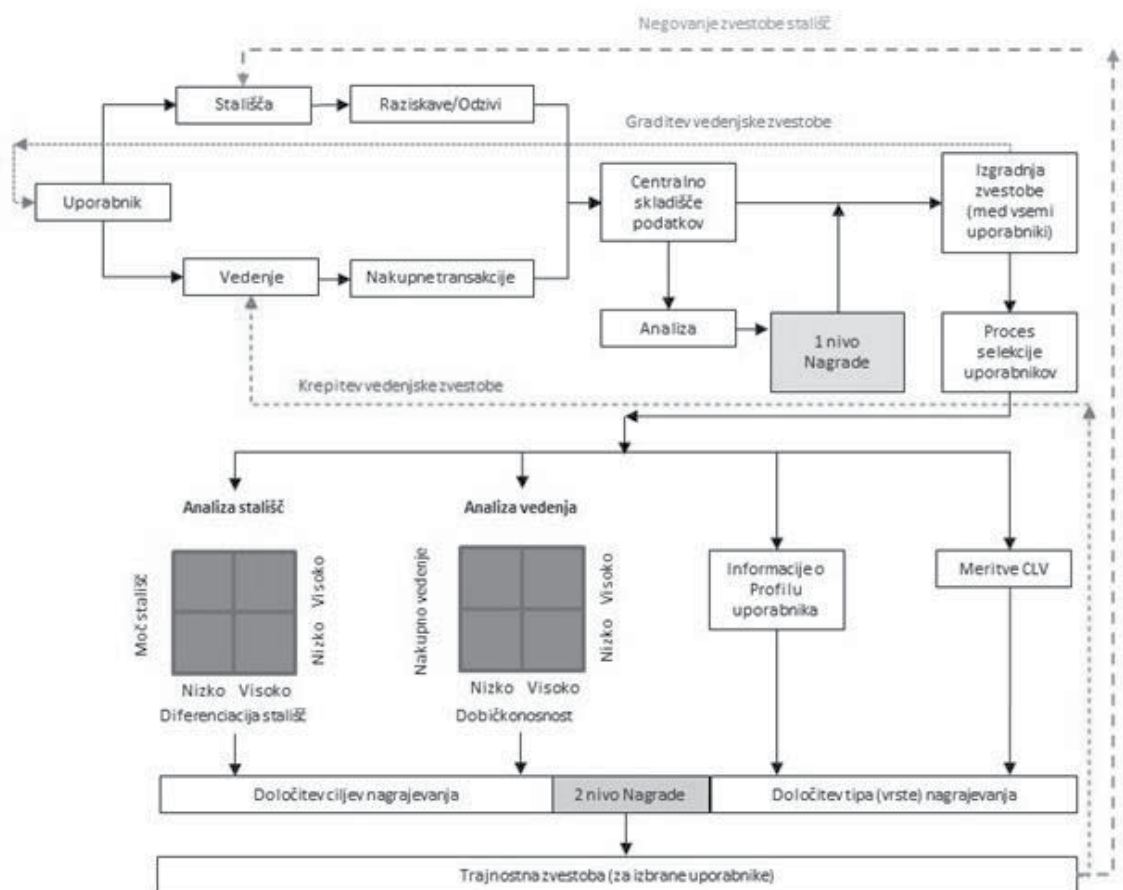 Negovanje zvestobe stališč
Stališča
Raziskave/Odzivi
Graditev vedenjske zvestobe
Uporabnik
Centralno
skladišče
podatkov
Izgradnja
zvestobe
(med vsemi
uporabniki)
Vedenje
Nakupne transakcije
Analiza
1 nivo
Nagrade
Proces
selekcije
uporabnikov
Krepitev vedenjske zvestobe
Analiza stališč
Analiza vedenja
Moč stališč
Nizko Visoko
Nakupno vedenje
Nizko Visoko
Informacije o
Profilu
uporabnika
Meritve CLV
Nizko Visoko
Nizko Visoko
Diferenciacija stališč
Dobičkonosnost
Določitev ciljev nagrajevanja
2 nivo Nagrade
Določitev tipa (vrste) nagrajevanja
Trajnostna zvestoba (za izbrane uporabnike)